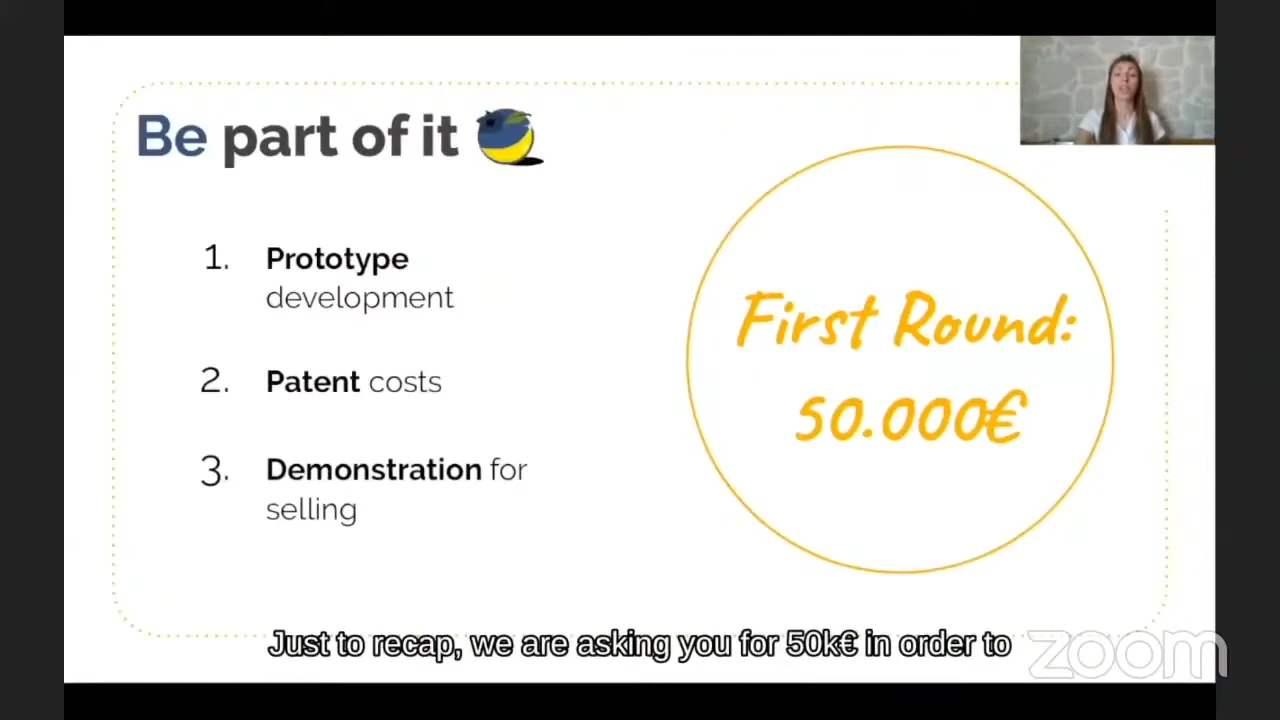 Be part of it
1. Prototype
development
2. Patent costs
3. Demonstration for
selling
First Round:
50.000€
Just to recap, we are asking you for 50k€ in order to
zoom